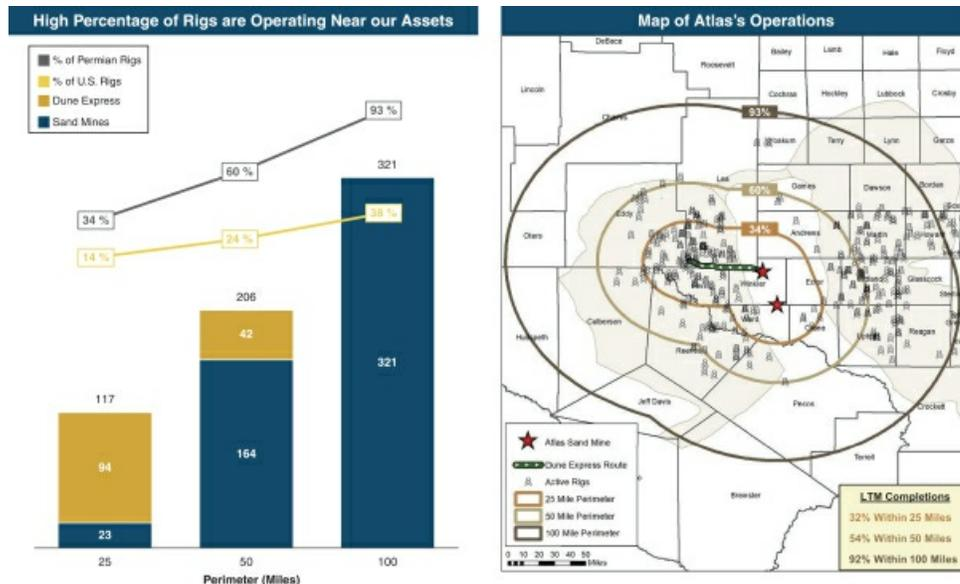 High Percentage of Rigs are Operating Near our Assets
% of Permian Rigs
% of U.S. Rigs
Dune Express
Sand Mines
93 %
321
60 %
34 %
38 %
24 %
14 %
206
42
321
117
164
94
23
25
50
100
Perimeter (Miles)
Map of Atlas's Operations
DeBaca
Bailey
Lamb
Hale
Floyd
Roosevelt
Lincoln
Cochran
Hockley
Lubbock
Crosby
93%
Chaves
Yoakum
Terry
Lynn
Garza
Lea
60%
Gaines
Dawson
Borden
Eddy
34%
Otero
Andrews
Martin
Winkler
Ector
Glasscock
Culberson
Ward
Crane
Reagan
Hudspeth
Reeves
Jeff Davis
Pecos
Crockett
Terrell
Brewster
Atlas Sand Mine
Dune Express Route
Active Rigs
25 Mile Perimeter
50 Mile Perimeter
100 Mile Perimeter
0 10 20 30 40 50
Miles
LTM Completions
32% Within 25 Miles
54% Within 50 Miles
92% Within 100 Miles